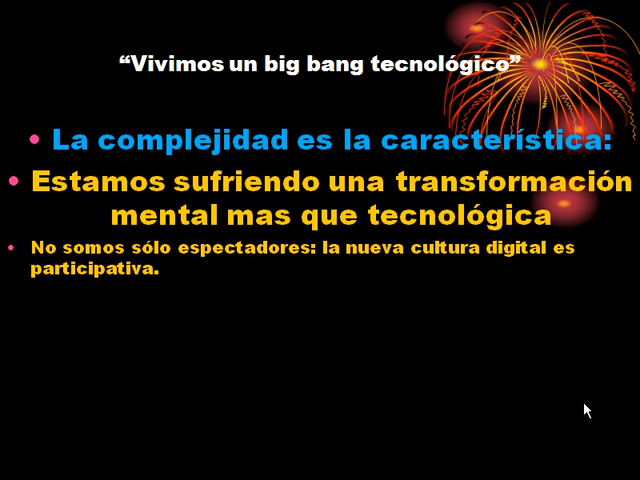 “Vivimos un big bang tecnológico”
• La complejidad es la característica:
• Estamos sufriendo una transformación
mental mas que tecnológica
• No somos sólo espectadores: la nueva cultura digital es
participativa.